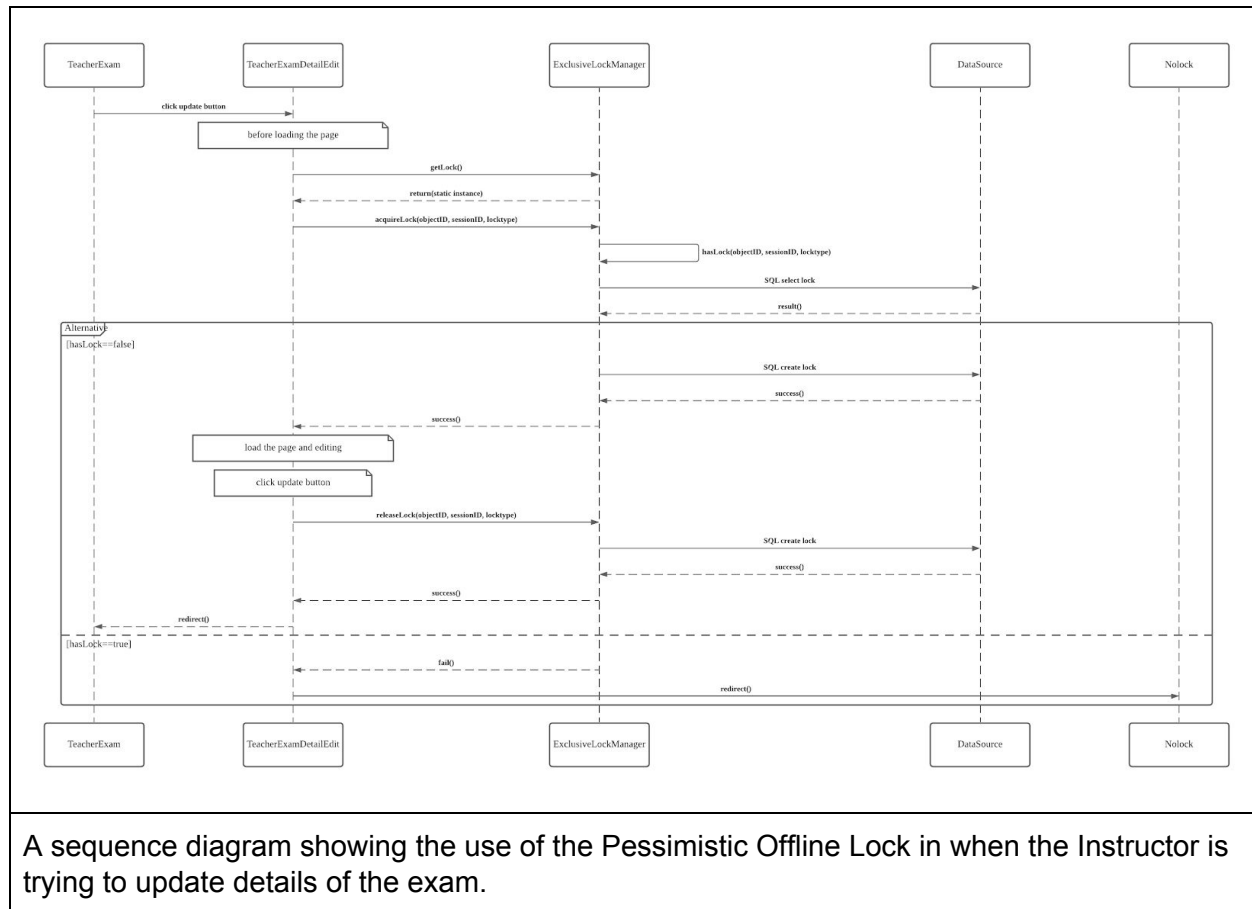 TeacherExam
TeacherExamDetailEdit
ExclusiveLockManager
DataSource
Nolock
click update button
before loading the page
getLock()
return(static instance)
acquireLock(objectID, sessionID, locktype)
hasLock(objectID, sessionID, locktype)
SQL select lock
result()
Alternative
[hasLock==false]
SQL create lock
success()
success()
load the page and editing
click update button
releaseLock(objectID, sessionID, locktype)
SQL create lock
success()
success()
redirect()
[hasLock==true]
fail()
redirect()
TeacherExam
TeacherExamDetailEdit
ExclusiveLockManager
DataSource
Nolock
A sequence diagram showing the use of the Pessimistic Offline Lock in when the Instructor is
trying to update details of the exam.